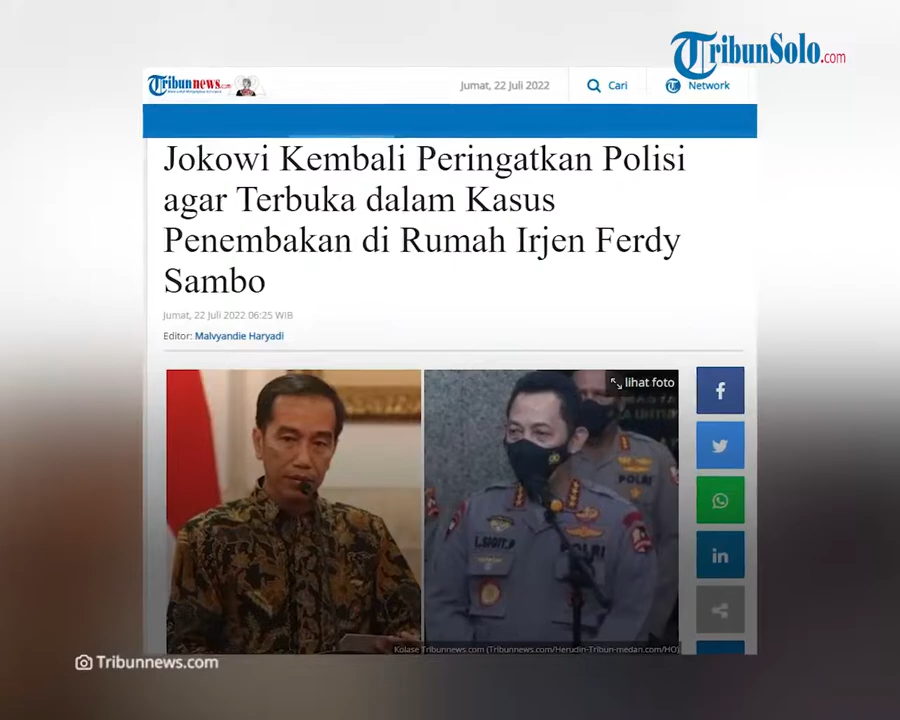 TribunSolo.com
Tribunnews.com
Jumat, 22 Juli 2022
Cari
Network
Jokowi Kembali Peringatkan Polisi
agar Terbuka dalam Kasus
Penembakan di Rumah Irjen Ferdy
Sambo
Jumat, 22 Juli 2022 06:25 WIB
Editor: Malvyandie Haryadi
lihat foto
POLRI
L. SIGIT. P
POLRI
Kolase Tribunnews.com (Tribunnews.com/Herudin-Tribun-medan.com/HO)
Tribunnews.com